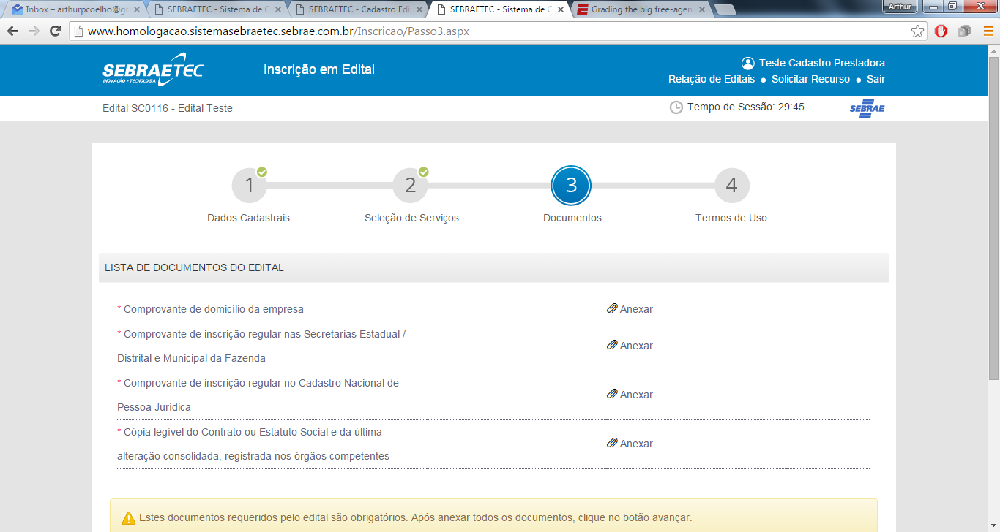 Inbox – arthurpcoelho@gr
SEBRAETEC - Sistema de G
SEBRAETEC - Cadastro Edi
SEBRAETEC - Sistema de G
Grading the big free-agen
Arthur
www.homologacao.sistemasebraetec.sebrae.com.br/Inscricao/Passo3.aspx
SEBRAETEC
INOVAÇÃO • TECNOLOGIA
Inscrição em Edital
Teste Cadastro Prestadora
Relação de Editais ● Solicitar Recurso ● Sair
Edital SC0116 - Edital Teste
Tempo de Sessão: 29:45
SEBRAE
1
2
3
4
Dados Cadastrais
Seleção de Serviços
Documentos
Termos de Uso
LISTA DE DOCUMENTOS DO EDITAL
* Comprovante de domicílio da empresa
Anexar
* Comprovante de inscrição regular nas Secretarias Estadual /
Distrital e Municipal da Fazenda
Anexar
* Comprovante de inscrição regular no Cadastro Nacional de
Pessoa Jurídica
Anexar
* Cópia legível do Contrato ou Estatuto Social e da última
alteração consolidada, registrada nos órgãos competentes
Anexar
Estes documentos requeridos pelo edital são obrigatórios. Após anexar todos os documentos, clique no botão avançar.